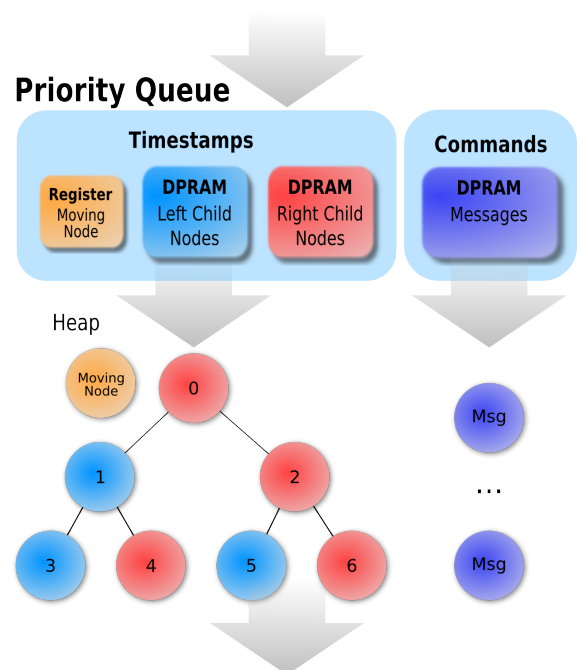 Priority Queue
Timestamps
Commands
Register
Moving
Node
DPRAM
Left Child
Nodes
DPRAM
Right Child
Nodes
DPRAM
Messages
Heap
Moving
Node
0
1
2
3
4
5
6
Msg
...
Msg